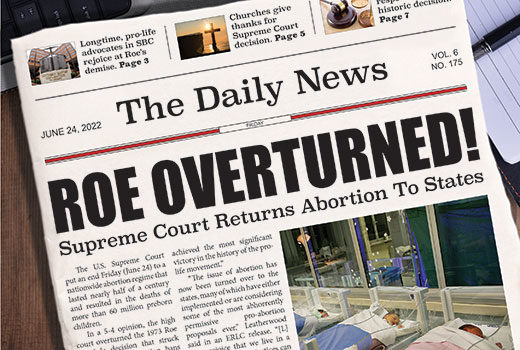 Longtime, pro-life
advocates in SBC
rejoice at Roe's
demise. Page 3
Churches give
thanks for
Supreme Court
decision. Page 5
historic decision.
Page 7
The Daily News
JUNE 24, 2022
FRIDAY
VOL. 6
NO. 175
ROE OVERTURNED!
Supreme Court Returns Abortion To States
The U.S. Supreme Court
put an end Friday (June 24) to a
nationwide abortion regime that
lasted nearly half of a century
and resulted in the deaths of
more than 60 million preborn
children.
In a 5-4 opinion, the high
court overturned the 1973 Roe
decision that struck
bans
achieved the most significant
victory in the history of the pro-
life movement."
"The issue of abortion has
now been turned over to the
states, many of which have either
implemented or are considering
some of the most abhorrently
permissive pro-abortion
proposals ever," Leatherwood
said in an ERLC release. "[I]
rejoice that we live in a